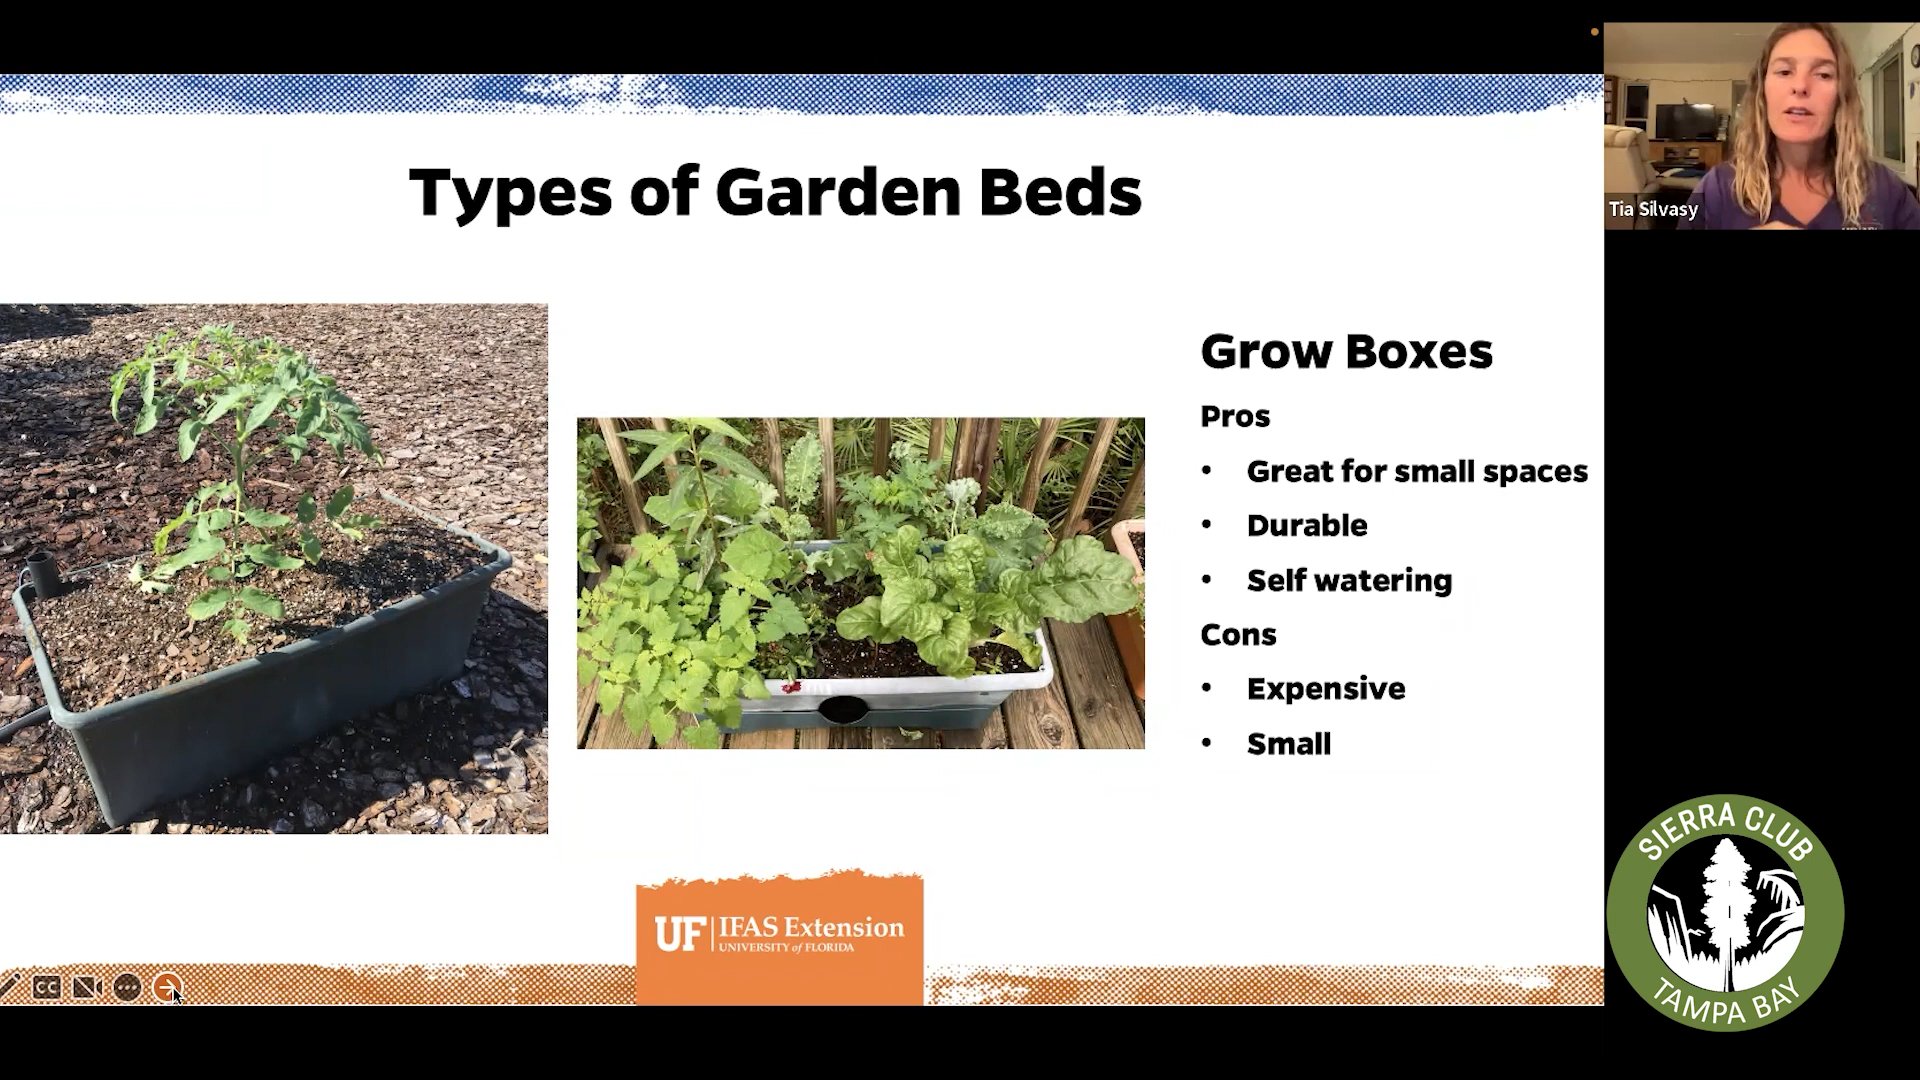 Types of Garden Beds
Grow Boxes
Pros
• Great for small spaces
• Durable
• Self watering
Cons
• Expensive
• Small
UF IFAS Extension
UNIVERSITY of FLORIDA
CC
Tia Silvasy
SIERRA CLUB
TAMPA BAY